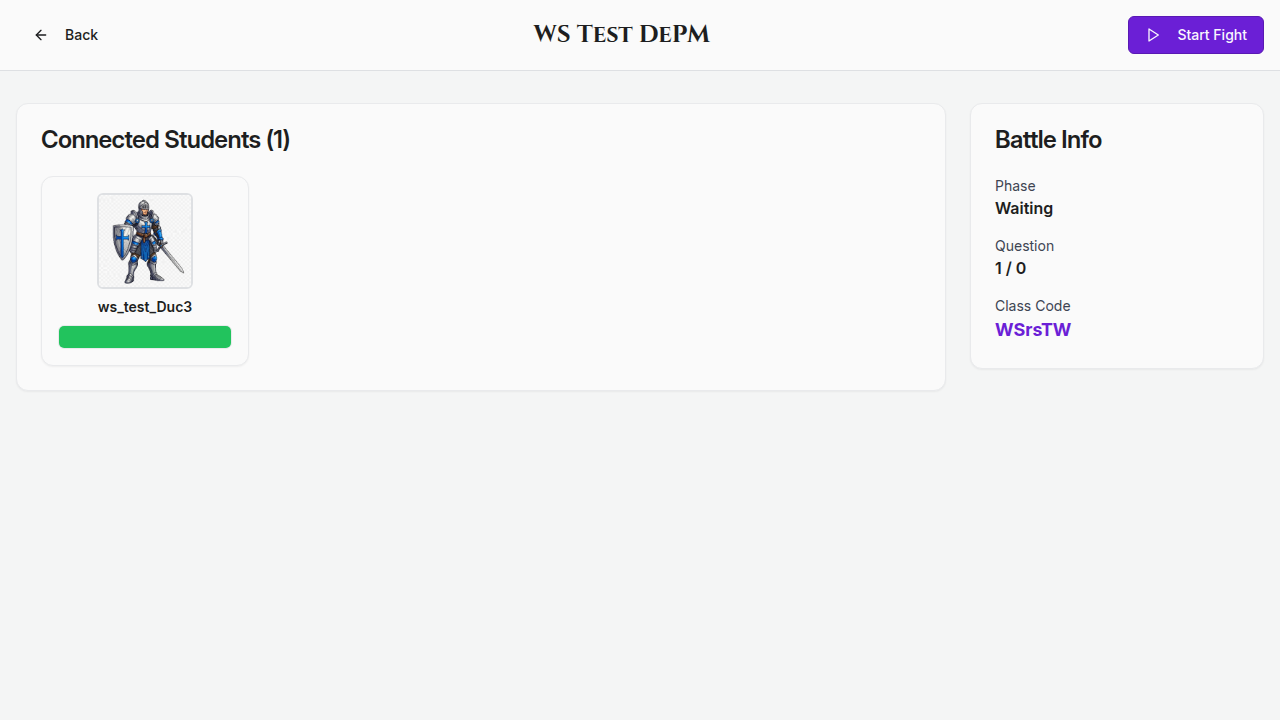 Back
WS Test DePM
Start Fight
Connected Students (1)
ws_test_Duc3
Battle Info
Phase
Waiting
Question
1 / 0
Class Code
WSrsTW